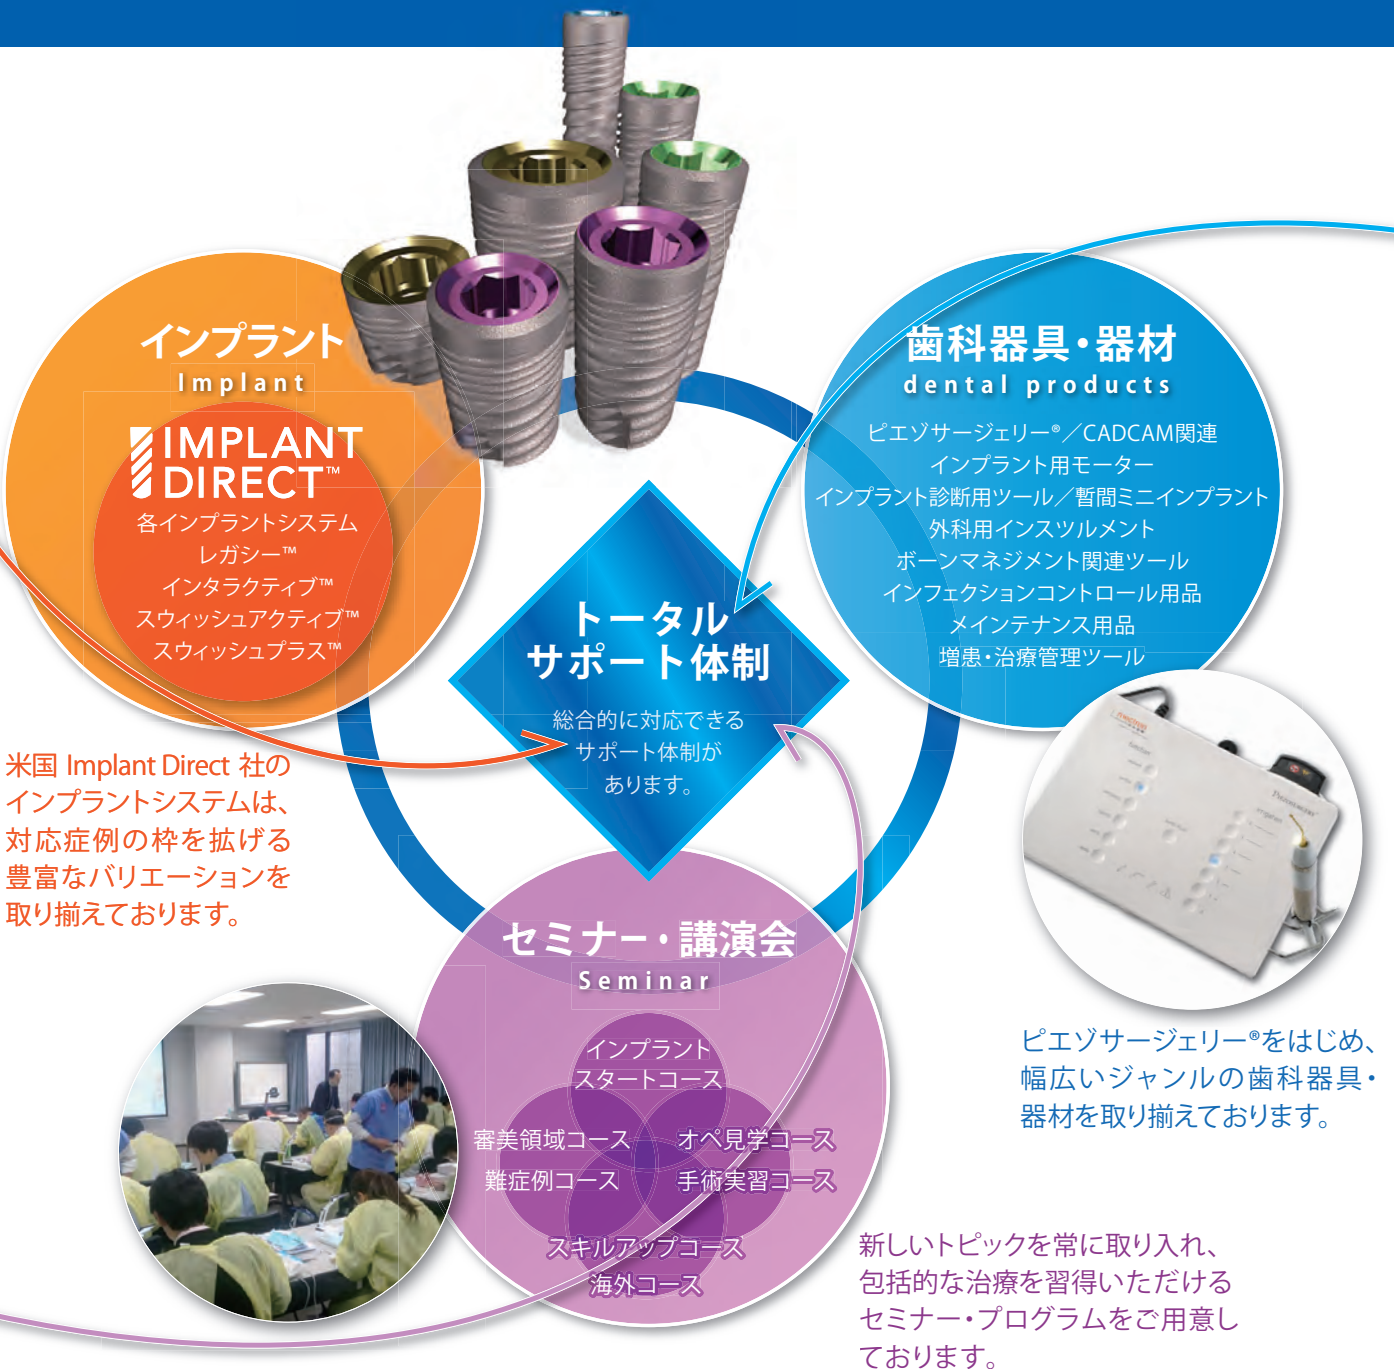 インプラント
Implant
IMPLANT
DIRECT™
各インプラントシステム
レガシー™
インタラクティブ™
スウィッシュアクティブ™
スウィッシュプラス™
米国 Implant Direct 社の
インプラントシステムは、
対応症例の枠を拡げる
豊富なバリエーションを
取り揃えております。
歯科器具・器材
dental products
ピエゾサージェリー®／CADCAM関連
インプラント用モーター
インプラント診断用ツール／暫間ミニインプラント
外科用インスツルメント
ボーンマネジメント関連ツール
インフェクションコントロール用品
メインテナンス用品
増患・治療管理ツール
トータル
サポート体制
総合的に対応できる
サポート体制が
あります。
ピエゾサージェリー®をはじめ、
幅広いジャンルの歯科器具・
器材を取り揃えております。
セミナー・講演会
Seminar
インプラント
スタートコース
審美領域コース
難症例コース
オペ見学コース
手術実習コース
スキルアップコース
海外コース
新しいトピックを常に取り入れ、
包括的な治療を習得いただける
セミナー・プログラムをご用意し
ております。